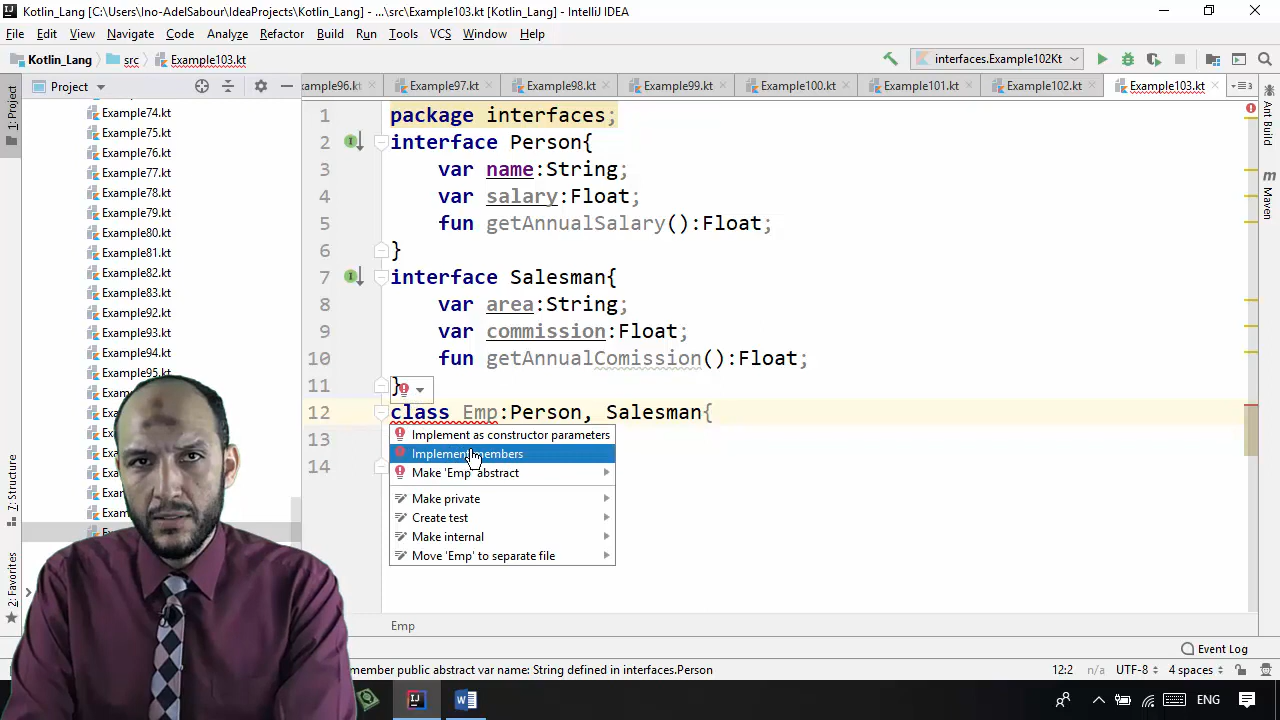 Kotlin_Lang [C:\Users\Ino-AdelSabour\IdeaProjects\Kotlin_Lang] - ...\src\Example103.kt [Kotlin_Lang] - IntelliJ IDEA
File Edit View Navigate Code Analyze Refactor Build Run Tools VCS Window Help
Kotlin_Lang src Example103.kt interfaces.Example102Kt
1: Project
Project
xample96.kt Example97.kt Example98.kt Example99.kt Example100.kt Example101.kt Example102.kt Example103.kt
Example74.kt
Example75.kt
Example76.kt
Example77.kt
Example78.kt
Example79.kt
Example80.kt
Example81.kt
Example82.kt
Example83.kt
Example92.kt
Example93.kt
Example94.kt
Example95.kt
7: Structure
2: Favorites
Ant Build
Maven
1 package interfaces;
2 interface Person{
3 var name:String;
4 var salary:Float;
5 fun getAnnualSalary():Float;
6 }
7 interface Salesman{
8 var area:String;
9 var commission:Float;
10 fun getAnnualComission():Float;
11 }
12 class Emp:Person, Salesman{
13
14
Implement as constructor parameters
Implement members
Make 'Emp' abstract
Make private
Create test
Make internal
Move 'Emp' to separate file
Emp
Event Log
member public abstract var name: String defined in interfaces.Person 12:2 n/a UTF-8 4 spaces
ENG